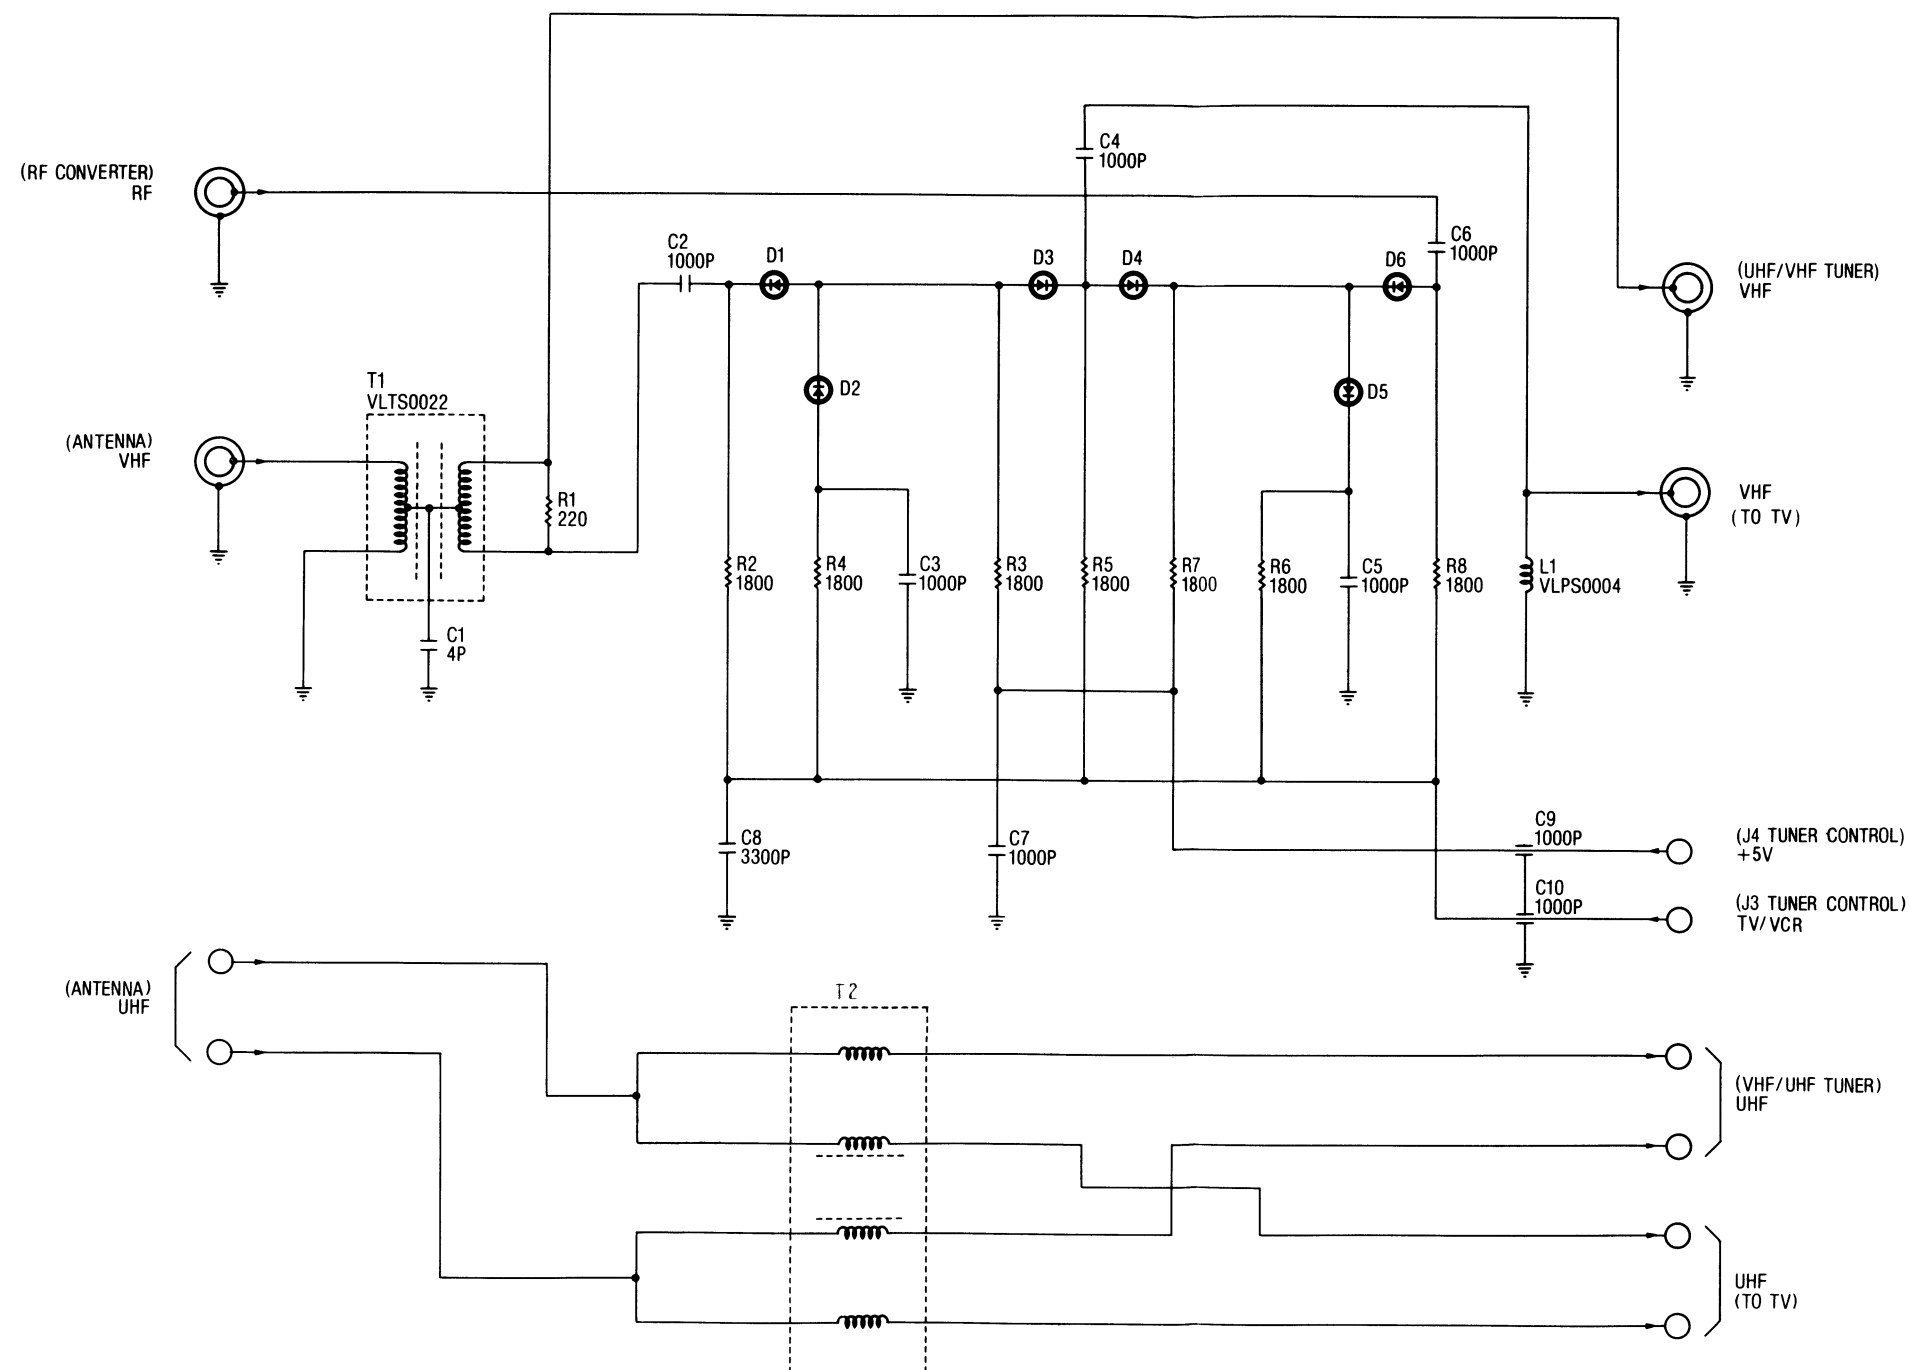 (RF CONVERTER)
RF
C4
1000P
C2
1000P
D1
D3
D4
D6
C6
1000P
(UHF/VHF TUNER)
VHF
T1
VLTS0022
D2
D5
(ANTENNA)
VHF
R1
220
VHF
(TO TV)
R2
1800
R4
1800
C3
1000P
R3
1800
R5
1800
R7
1800
R6
1800
C5
1000P
R8
1800
L1
VLPS0004
C1
4P
C8
3300P
C7
1000P
C9
1000P
(J4 TUNER CONTROL)
+5V
C10
1000P
(J3 TUNER CONTROL)
TV/VCR
(ANTENNA)
UHF
T2
(VHF/UHF TUNER)
UHF
UHF
(TO TV)